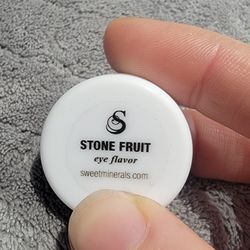 S
STONE FRUIT
eye flavor
sweetminerals.com